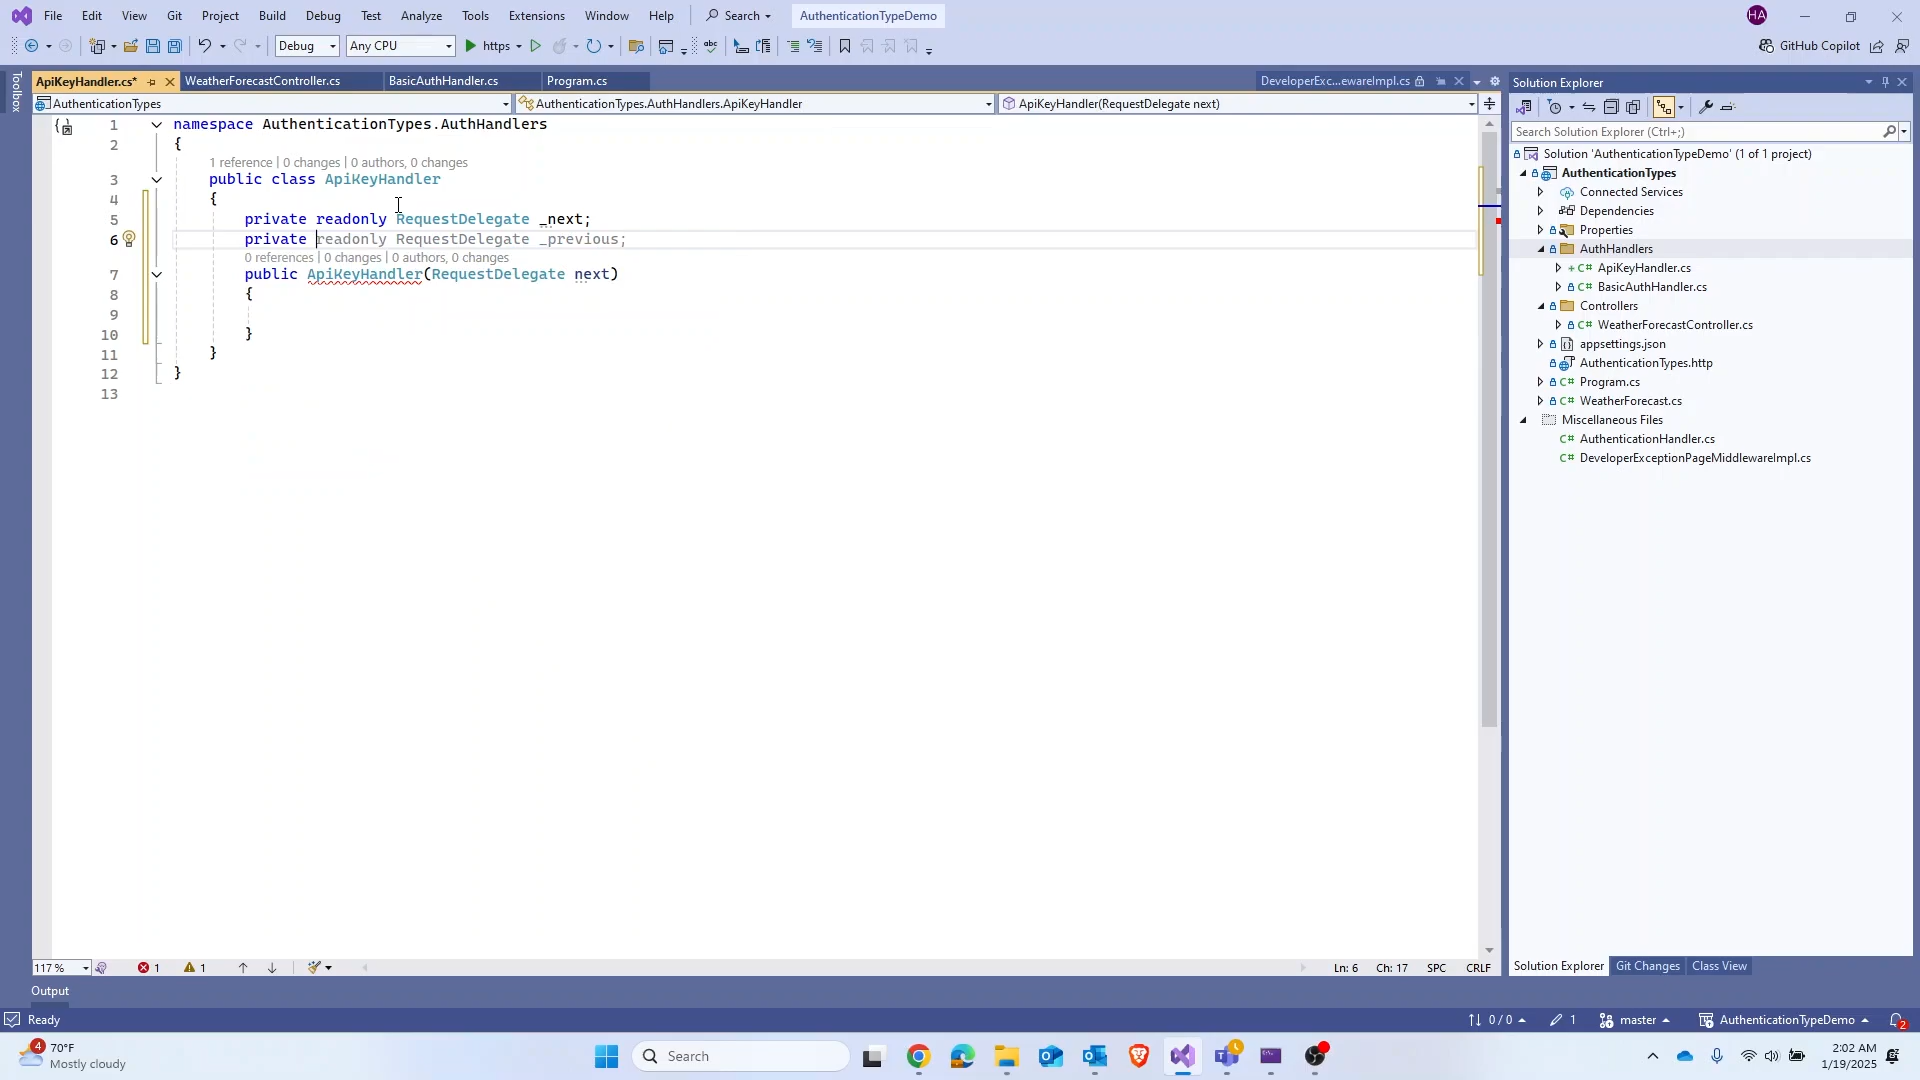 File Edit View Git Project Build Debug Test Analyze Tools Extensions Window Help Search AuthenticationTypeDemo HA
Debug Any CPU https GitHub Copilot
Toolbox
ApiKeyHandler.cs* WeatherForecastController.cs BasicAuthHandler.cs Program.cs DeveloperExc...ewareImpl.cs
AuthenticationTypes AuthenticationTypes.AuthHandlers.ApiKeyHandler ApiKeyHandler(RequestDelegate next)
1 namespace AuthenticationTypes.AuthHandlers
2 {
1 reference | 0 changes | 0 authors, 0 changes
3 public class ApiKeyHandler
4 {
5 private readonly RequestDelegate _next;
6 private readonly RequestDelegate _previous;
0 references | 0 changes | 0 authors, 0 changes
7 public ApiKeyHandler(RequestDelegate next)
8 {
9
10 }
11 }
12 }
13
117 % 1 1 Ln: 6 Ch: 17 SPC CRLF
Output
Ready 0 / 0 1 master AuthenticationTypeDemo 2
Solution Explorer
Search Solution Explorer (Ctrl+;)
Solution 'AuthenticationTypeDemo' (1 of 1 project)
AuthenticationTypes
Connected Services
Dependencies
Properties
AuthHandlers
C# ApiKeyHandler.cs
C# BasicAuthHandler.cs
Controllers
C# WeatherForecastController.cs
appsettings.json
AuthenticationTypes.http
C# Program.cs
C# WeatherForecast.cs
Miscellaneous Files
C# AuthenticationHandler.cs
C# DeveloperExceptionPageMiddlewareImpl.cs
Solution Explorer Git Changes Class View
4 70°F
Mostly cloudy
Search
2:02 AM
1/19/2025